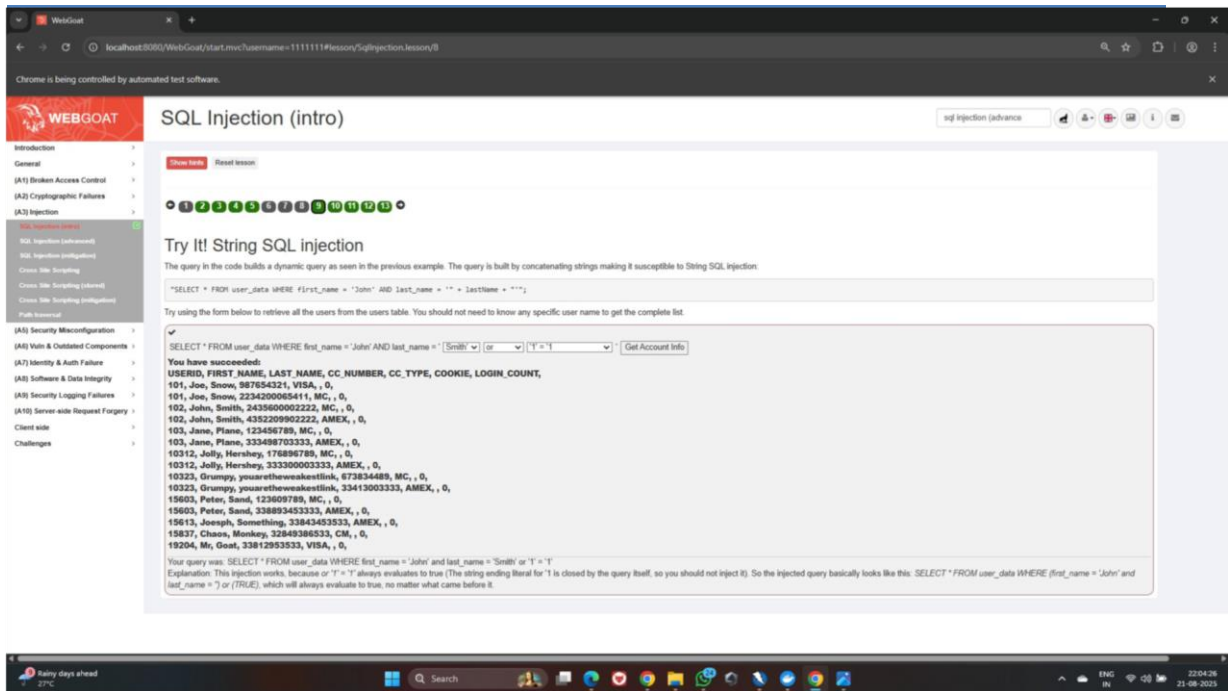 WebGoat
localhost:8080/WebGoat/start.mvc?username=1111111#lesson/SqlInjection.lesson/8
Chrome is being controlled by automated test software.
WEBGOAT
SQL Injection (intro)
sql injection (advance
Introduction
General
(A1) Broken Access Control
(A2) Cryptographic Failures
(A3) Injection
SQL Injection (intro)
SQL Injection (advanced)
SQL Injection (mitigation)
Cross Site Scripting
Cross Site Scripting (stored)
Cross Site Scripting (mitigation)
Path traversal
(A5) Security Misconfiguration
(A6) Vuln & Outdated Components
(A7) Identity & Auth Failure
(A8) Software & Data Integrity
(A9) Security Logging Failures
(A10) Server-side Request Forgery
Client side
Challenges
Show hints Reset lesson
1 2 3 4 5 6 7 8 9 10 11 12 13
Try It! String SQL injection
The query in the code builds a dynamic query as seen in the previous example. The query is built by concatenating strings making it susceptible to String SQL injection:
"SELECT * FROM user_data WHERE first_name = 'John' AND last_name = '" + lastName + "'";
Try using the form below to retrieve all the users from the users table. You should not need to know any specific user name to get the complete list.
SELECT * FROM user_data WHERE first_name = 'John' AND last_name = ' Smith' or '1' = '1 ' Get Account Info
You have succeeded:
USERID, FIRST_NAME, LAST_NAME, CC_NUMBER, CC_TYPE, COOKIE, LOGIN_COUNT,
101, Joe, Snow, 987654321, VISA, , 0,
101, Joe, Snow, 2234200065411, MC, , 0,
102, John, Smith, 2435600002222, MC, , 0,
102, John, Smith, 4352209902222, AMEX, , 0,
103, Jane, Plane, 123456789, MC, , 0,
103, Jane, Plane, 333498703333, AMEX, , 0,
10312, Jolly, Hershey, 176896789, MC, , 0,
10312, Jolly, Hershey, 333300003333, AMEX, , 0,
10323, Grumpy, youaretheweakestlink, 673834489, MC, , 0,
10323, Grumpy, youaretheweakestlink, 33413003333, AMEX, , 0,
15603, Peter, Sand, 123609789, MC, , 0,
15603, Peter, Sand, 338893453333, AMEX, , 0,
15613, Joesph, Something, 33843453533, AMEX, , 0,
15837, Chaos, Monkey, 32849386533, CM, , 0,
19204, Mr, Goat, 33812953533, VISA, , 0,
Your query was: SELECT * FROM user_data WHERE first_name = 'John' and last_name = 'Smith' or '1' = '1'
Explanation: This injection works, because or '1' = '1' always evaluates to true (The string ending literal for '1 is closed by the query itself, so you should not inject it). So the injected query basically looks like this: SELECT * FROM user_data WHERE (first_name = 'John' and
last_name = '') or (TRUE), which will always evaluate to true, no matter what came before it.
Rainy days ahead
27°C
Search
ENG
IN
22:04:26
21-08-2025